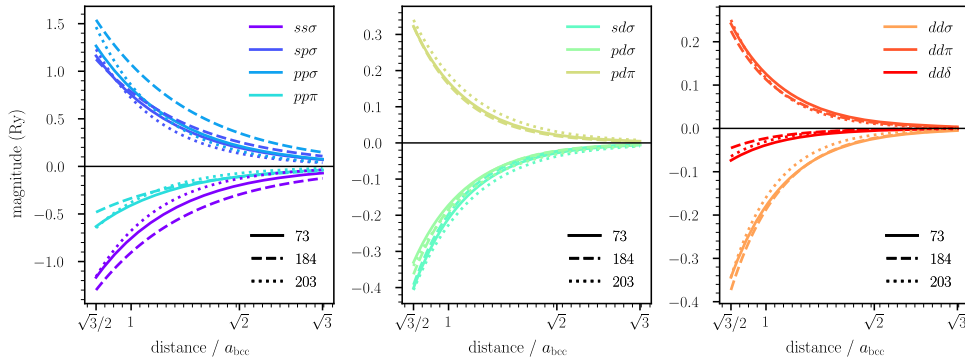 magnitude (Ry)
1.5
1.0
0.5
0.0
−0.5
−1.0
ssσ
spσ
ppσ
ppπ
73
184
203
√3/2 1 √2 √3
distance / a_bcc
0.4
0.3
0.2
0.1
0.0
−0.1
−0.2
−0.3
−0.4
sdσ
pdσ
pdπ
73
184
203
√3/2 1 √2 √3
distance / a_bcc
0.2
0.1
0.0
−0.1
−0.2
−0.3
−0.4
ddσ
ddπ
ddδ
73
184
203
√3/2 1 √2 √3
distance / a_bcc